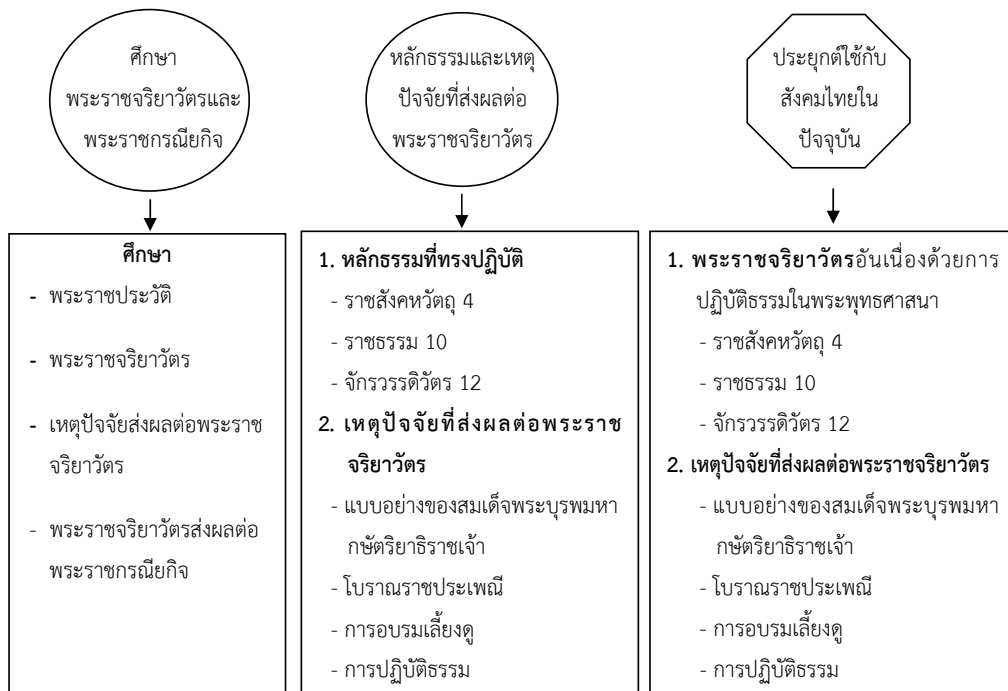 ศึกษา
พระราชจริยาวัตรและ
พระราชกรณียกิจ
หลักธรรมและเหตุ
ปัจจัยที่ส่งผลต่อ
พระราชจริยาวัตร
ประยุกต์ใช้กับ
สังคมไทยใน
ปัจจุบัน
ศึกษา
- พระราชประวัติ
- พระราชจริยาวัตร
- เหตุปัจจัยส่งผลต่อพระราช
จริยาวัตร
- พระราชจริยาวัตรส่งผลต่อ
พระราชกรณียกิจ
1. หลักธรรมที่ทรงปฏิบัติ
- ราชสังคหวัตถุ 4
- ราชธรรม 10
- จักรวรรดิวัตร 12
2. เหตุปัจจัยที่ส่งผลต่อพระราช
จริยาวัตร
- แบบอย่างของสมเด็จพระบุรพมหา
กษัตริยาธิราชเจ้า
- โบราณราชประเพณี
- การอบรมเลี้ยงดู
- การปฏิบัติธรรม
1. พระราชจริยาวัตรอันเนื่องด้วยการ
ปฏิบัติธรรมในพระพุทธศาสนา
- ราชสังคหวัตถุ 4
- ราชธรรม 10
- จักรวรรดิวัตร 12
2. เหตุปัจจัยที่ส่งผลต่อพระราชจริยาวัตร
- แบบอย่างของสมเด็จพระบุรพมหา
กษัตริยาธิราชเจ้า
- โบราณราชประเพณี
- การอบรมเลี้ยงดู
- การปฏิบัติธรรม